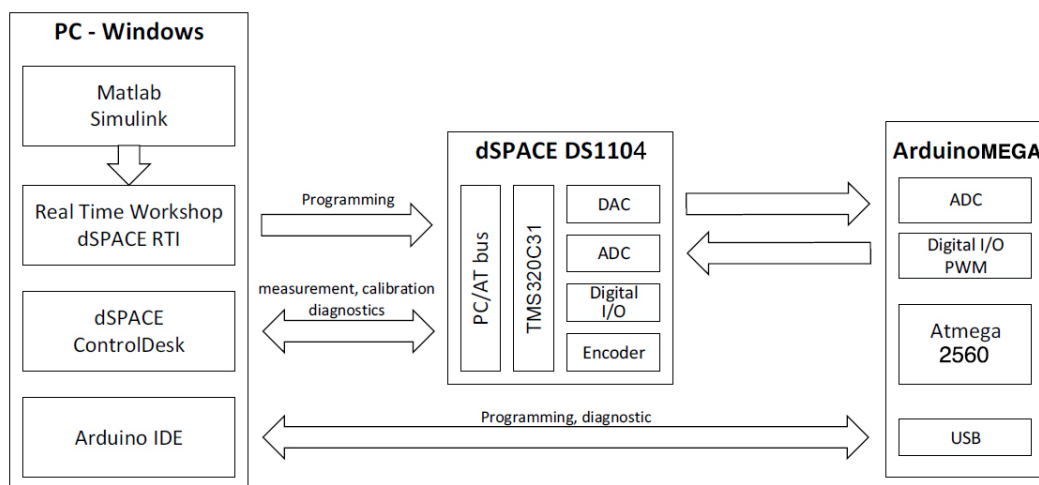 PC - Windows
Matlab
Simulink
Real Time Workshop
dSPACE RTI
dSPACE
ControlDesk
Arduino IDE
Programming
measurement, calibration
diagnostics
Programming, diagnostic
dSPACE DS1104
PC/AT bus
TMS320C31
DAC
ADC
Digital
I/O
Encoder
ArduinoMEGA
ADC
Digital I/O
PWM
Atmega
2560
USB